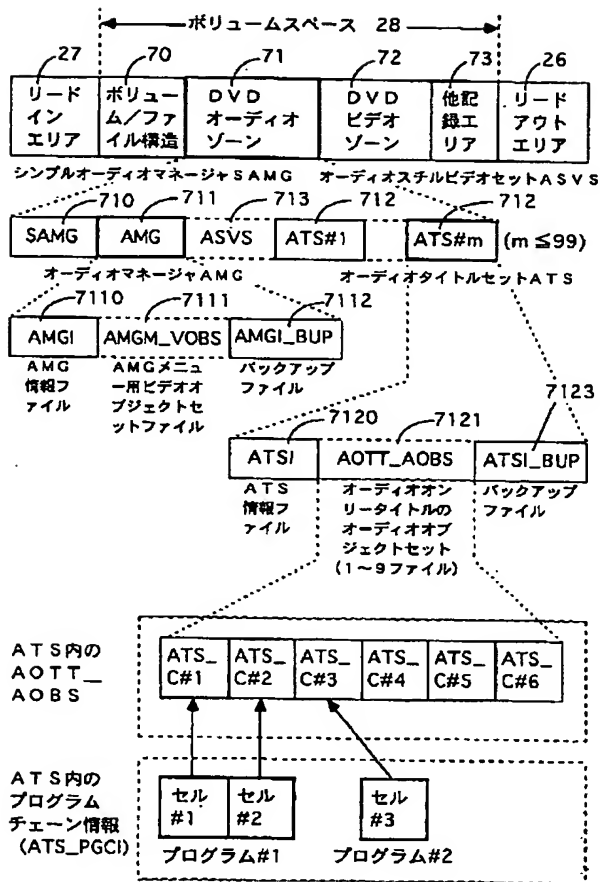 ボリュームスペース 28
27 70 71 72 73 26
リード
イン
エリア
ボリュー
ム/ファ
イル構造
DVD
オーディオ
ゾーン
DVD
ビデオ
ゾーン
他記
録エ
リア
リード
アウト
エリア
シンプルオーディオマネージャSAMG オーディオスチルビデオセットASVS
710 711 713 712 712
SAMG AMG ASVS ATS#1 ATS#m (m≦99)
オーディオマネージャAMG オーディオタイトルセットATS
7110 7111 7112
AMGI AMGM_VOBS AMGI_BUP
AMG
情報フ
ァイル
AMGメニュ
ー用ビデオオ
ブジェクトセ
ットファイル
バックアップ
ファイル
7120 7121 7123
ATSI AOTT_AOBS ATSI_BUP
ATS
情報フ
ァイル
オーディオオン
リータイトルの
オーディオオブ
ジェクトセット
(1~9ファイル)
バックアップ
ファイル
ATS内の
AOTT_
AOBS
ATS_
C#1
ATS_
C#2
ATS_
C#3
ATS_
C#4
ATS_
C#5
ATS_
C#6
ATS内の
プログラム
チェーン情報
(ATS_PGCI)
セル
#1
セル
#2
セル
#3
プログラム#1 プログラム#2